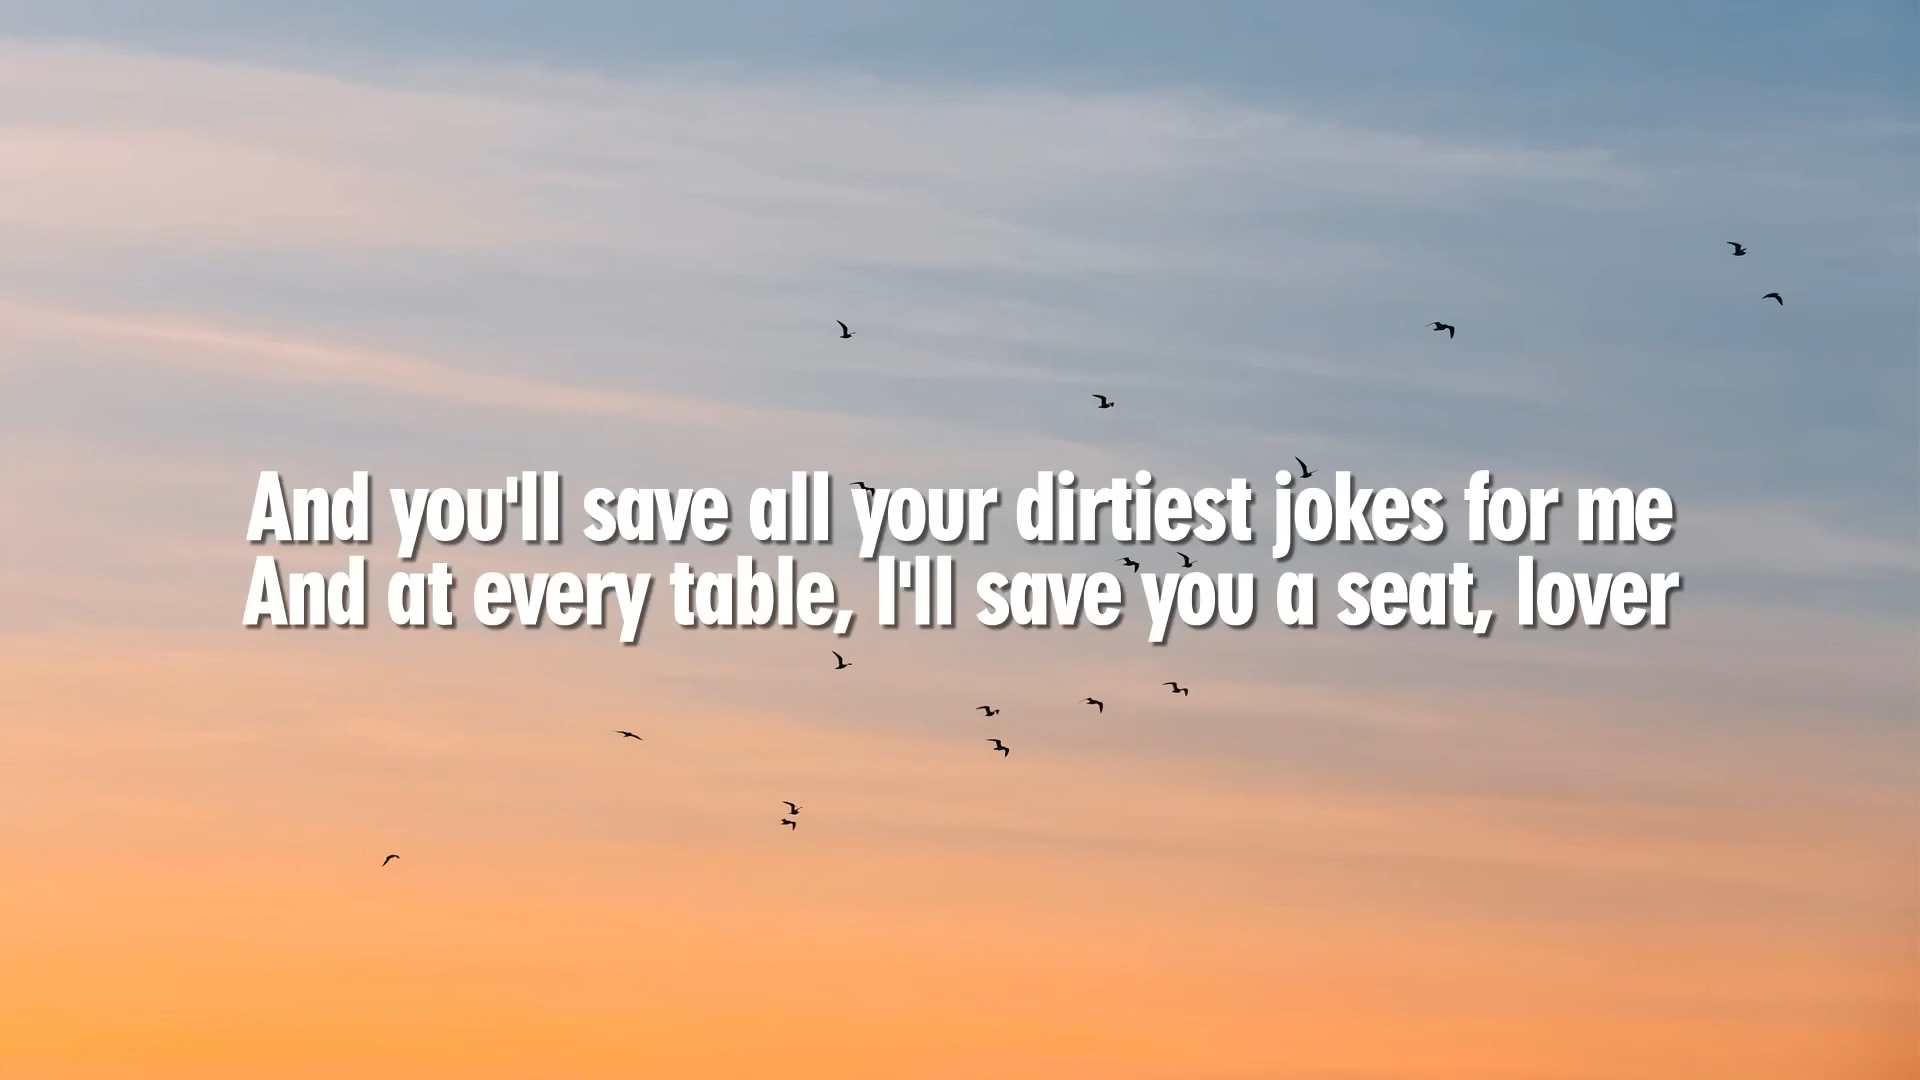 And you'll save all your dirtiest jokes for me
And at every table, I'll save you a seat, lover